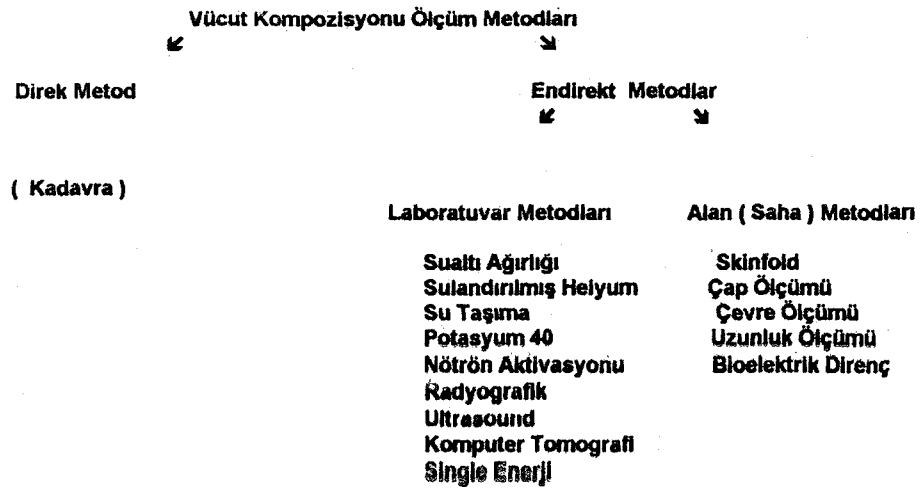 Vücut Kompozisyonu Ölçüm Metodları
Direk Metod
Endirekt Metodlar
( Kadavra )
Laboratuvar Metodları
Sualtı Ağırlığı
Sulandırılmış Helyum
Su Taşıma
Potasyum 40
Nötrön Aktivasyonu
Radyografik
Ultrasound
Komputer Tomografi
Single Enerji
Alan ( Saha ) Metodları
Skinfold
Çap Ölçümü
Çevre Ölçümü
Uzunluk Ölçümü
Bioelektrik Direnç